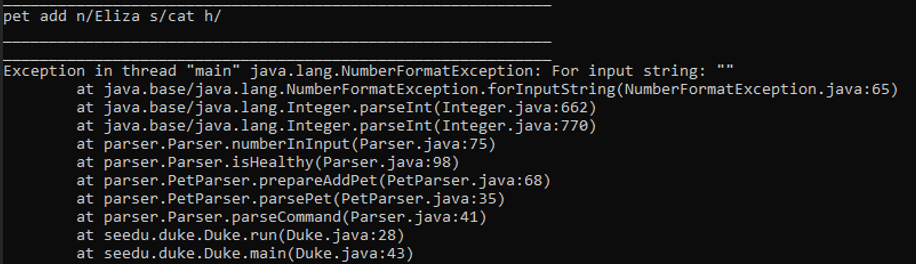 pet add n/Eliza s/cat h/
Exception in thread "main" java.lang.NumberFormatException: For input string: ""
at java.base/java.lang.NumberFormatException.forInputString(NumberFormatException.java:65)
at java.base/java.lang.Integer.parseInt(Integer.java:662)
at java.base/java.lang.Integer.parseInt(Integer.java:770)
at parser.Parser.numberInInput(Parser.java:75)
at parser.Parser.isHealthy(Parser.java:98)
at parser.PetParser.prepareAddPet(PetParser.java:68)
at parser.PetParser.parsePet(PetParser.java:35)
at parser.Parser.parseCommand(Parser.java:41)
at seedu.duke.Duke.run(Duke.java:28)
at seedu.duke.Duke.main(Duke.java:43)